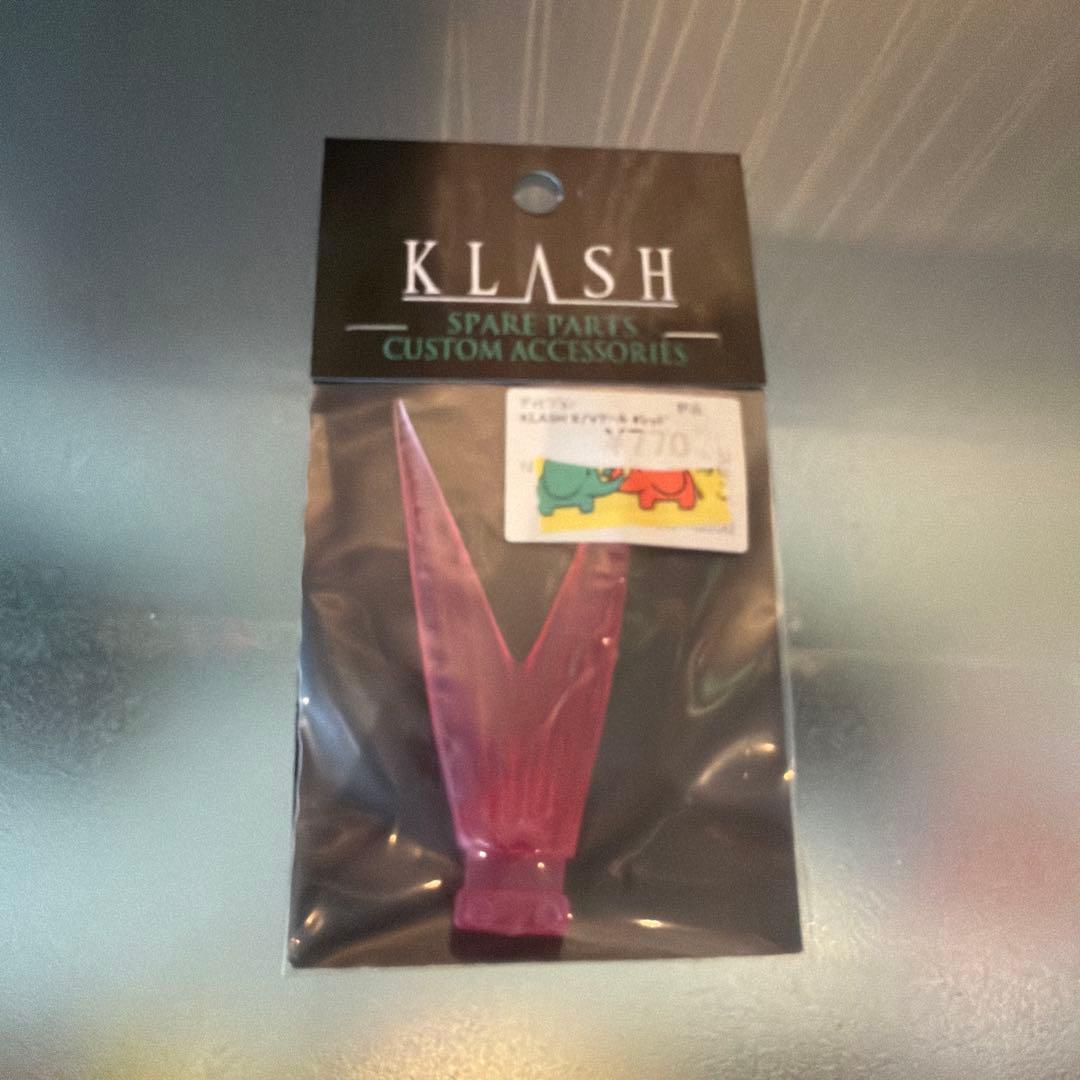 KLASH
SPARE PARTS
CUSTOM ACCESSORIES
KLASH
¥770